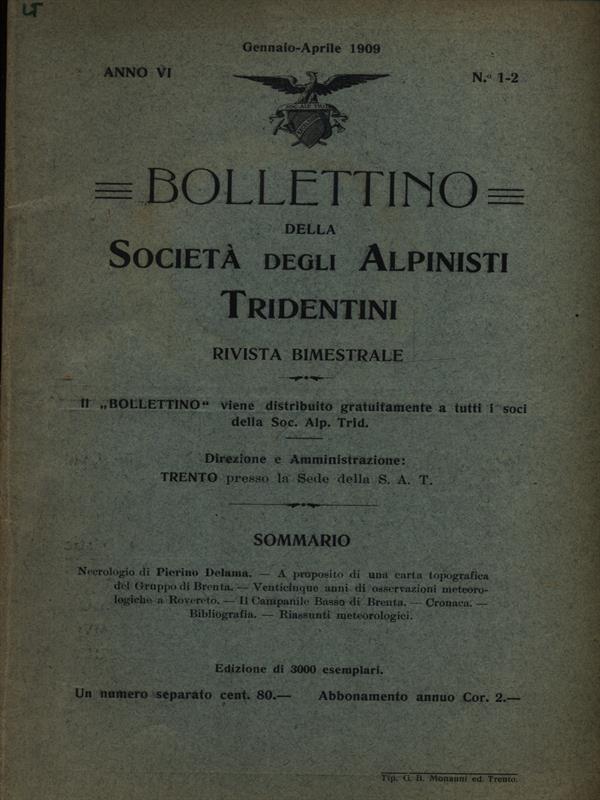 Gennaio-Aprile 1909
ANNO VI
N.º 1-2
BOLLETTINO
DELLA
SOCIETÀ DEGLI ALPINISTI
TRIDENTINI
RIVISTA BIMESTRALE
Il „BOLLETTINO“ viene distribuito gratuitamente a tutti i soci
della Soc. Alp. Trid.
Direzione e Amministrazione:
TRENTO presso la Sede della S. A. T.
SOMMARIO
Necrologio di Pierino Delama. — A proposito di una carta topografica
del Gruppo di Brenta. — Venticinque anni di osservazioni meteoro-
logiche a Rovereto. — Il Campanile Basso di Brenta. — Cronaca. —
Bibliografia. — Riassunti meteorologici.
Edizione di 3000 esemplari.
Un numero separato cent. 80.— Abbonamento annuo Cor. 2.—
Tip. G. B. Monauni ed. Trento.